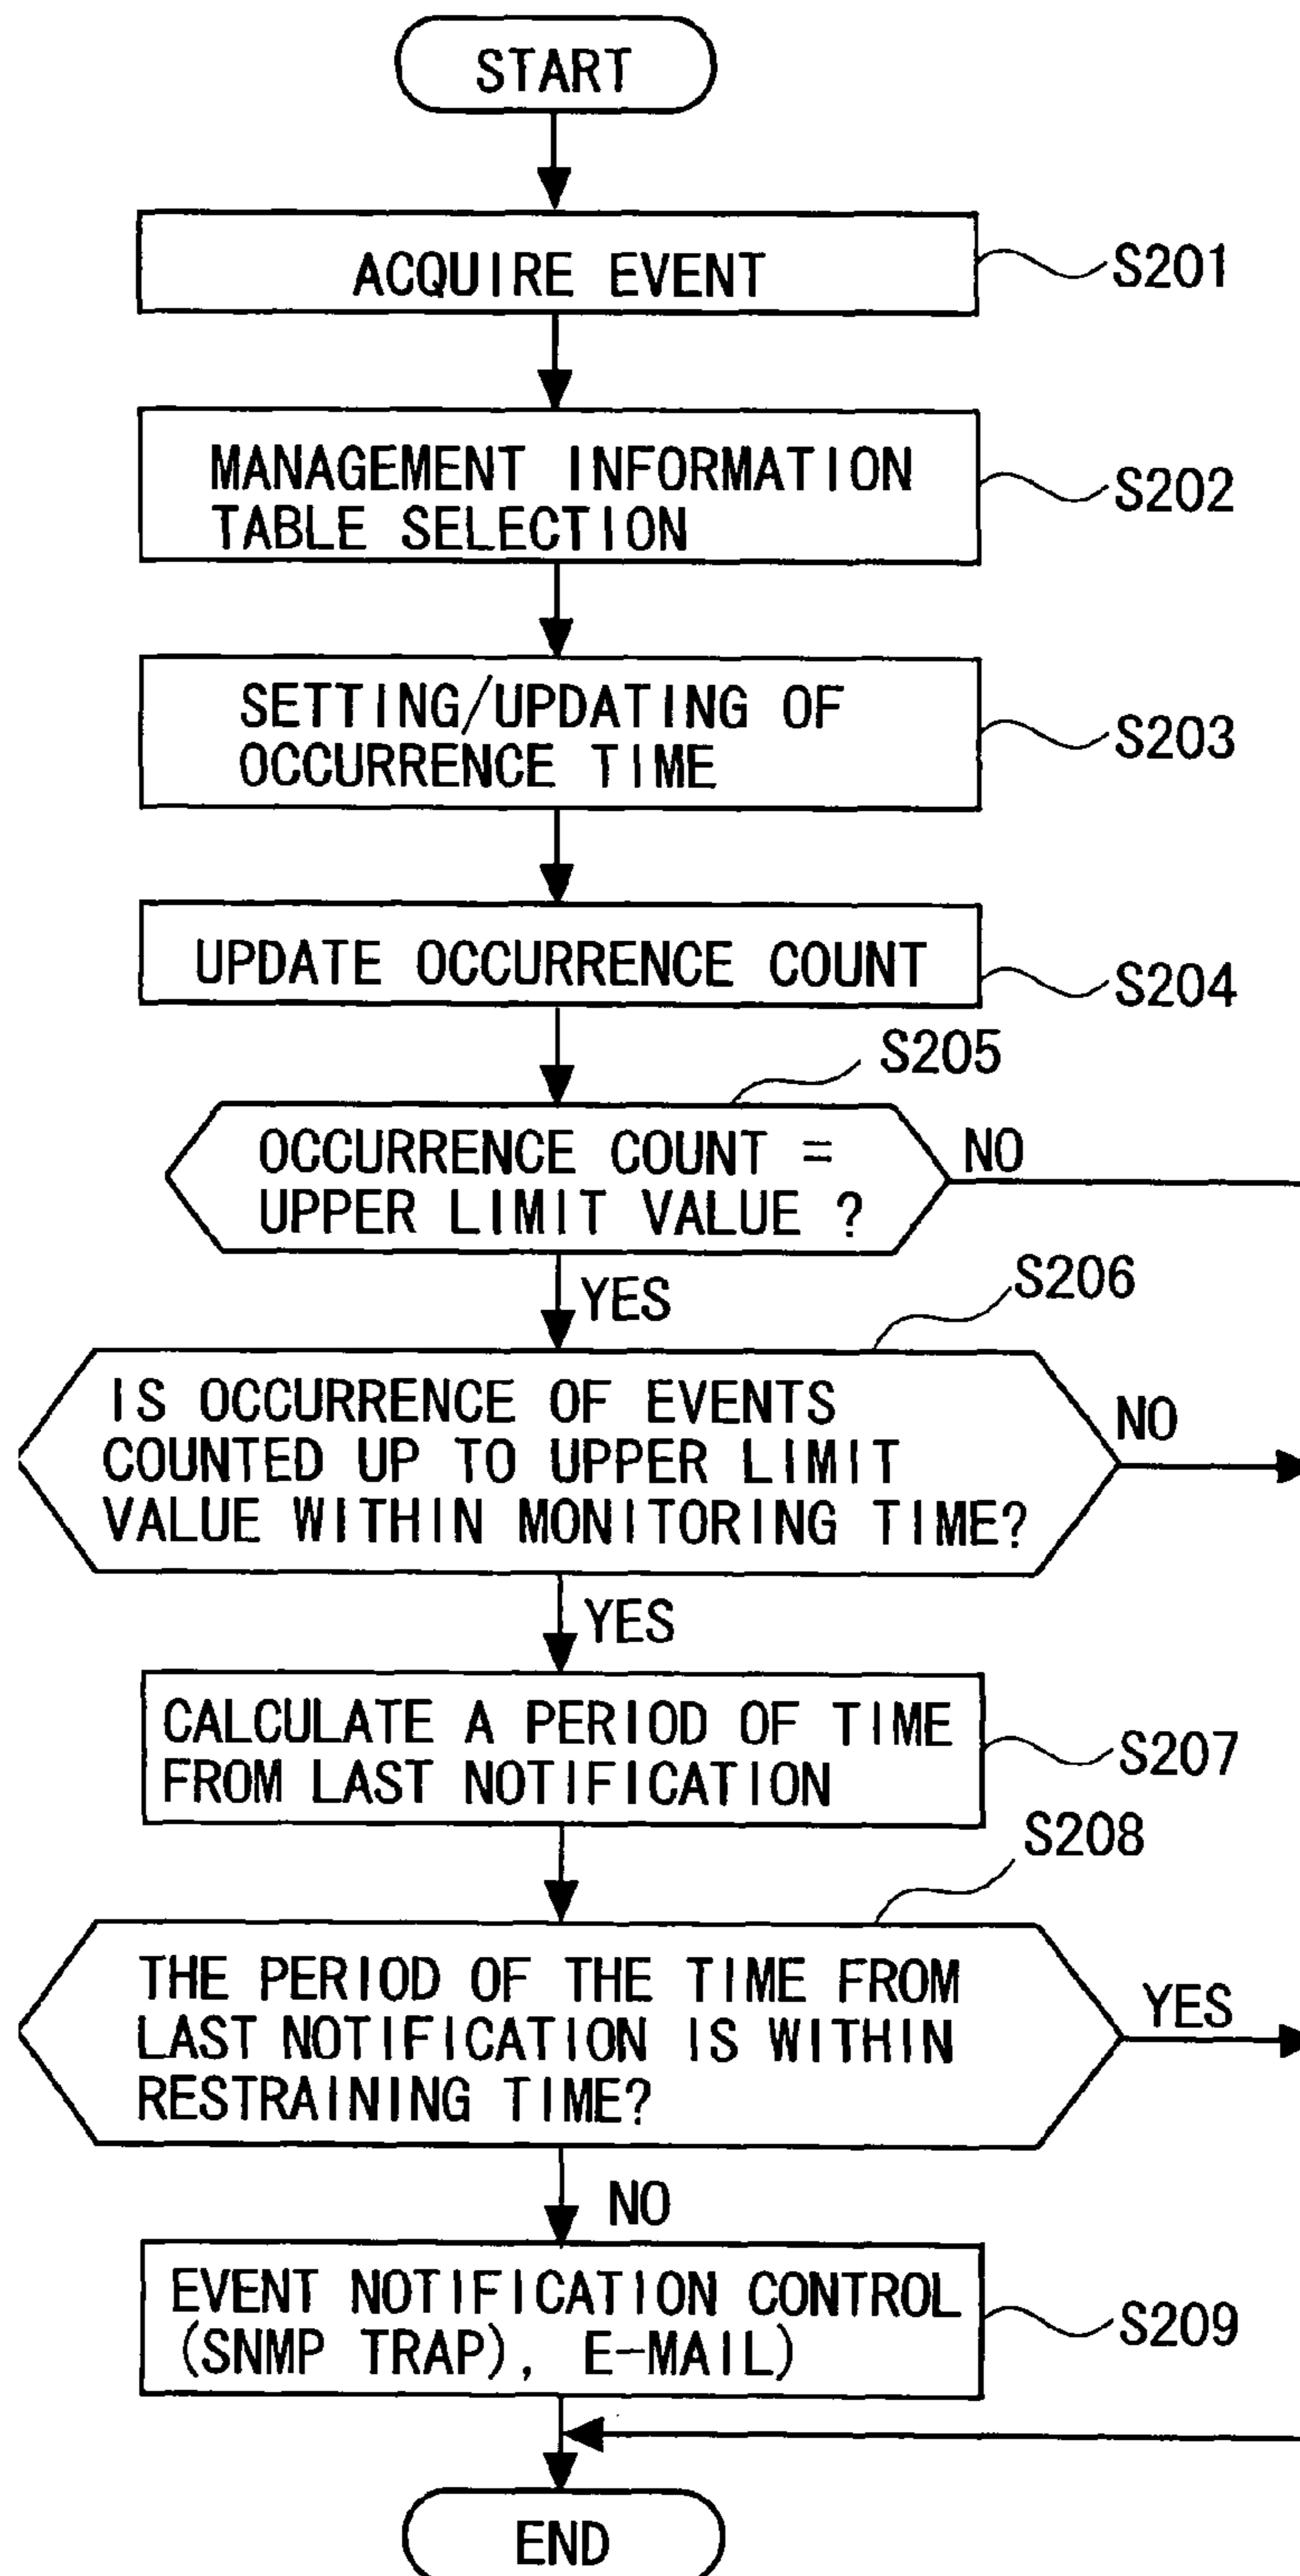 START
ACQUIRE EVENT
S201
MANAGEMENT INFORMATION
TABLE SELECTION
S202
SETTING/UPDATING OF
OCCURRENCE TIME
S203
UPDATE OCCURRENCE COUNT
S204
S205
OCCURRENCE COUNT =
UPPER LIMIT VALUE ?
NO
YES
S206
IS OCCURRENCE OF EVENTS
COUNTED UP TO UPPER LIMIT
VALUE WITHIN MONITORING TIME?
NO
YES
CALCULATE A PERIOD OF TIME
FROM LAST NOTIFICATION
S207
S208
THE PERIOD OF THE TIME FROM
LAST NOTIFICATION IS WITHIN
RESTRAINING TIME?
YES
NO
EVENT NOTIFICATION CONTROL
(SNMP TRAP), E-MAIL)
S209
END